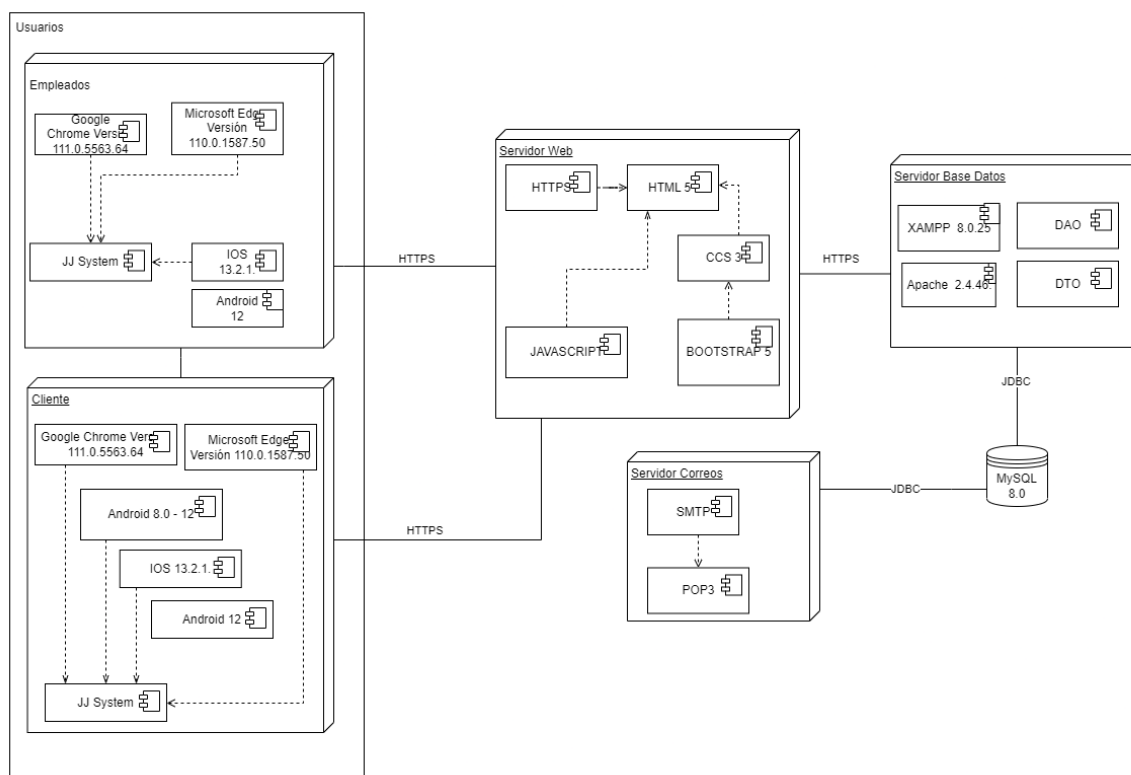 Usuarios
Empleados
Google
Chrome Vers
111.0.5563.64
Microsoft Edg
Versión
110.0.1587.50
JJ System
IOS
13.2.1.
Android
12
HTTPS
Servidor Web
HTTPS
HTML 5
CCS 3
JAVASCRIPT
BOOTSTRAP 5
HTTPS
Servidor Base Datos
XAMPP 8.0.25
DAO
Apache 2.4.46.
DTO
JDBC
MySQL
8.0
Cliente
Google Chrome Vers
111.0.5563.64
Microsoft Edge
Versión 110.0.1587.50
Android 8.0 - 12
IOS 13.2.1.
Android 12
JJ System
HTTPS
Servidor Correos
SMTP
POP3
JDBC